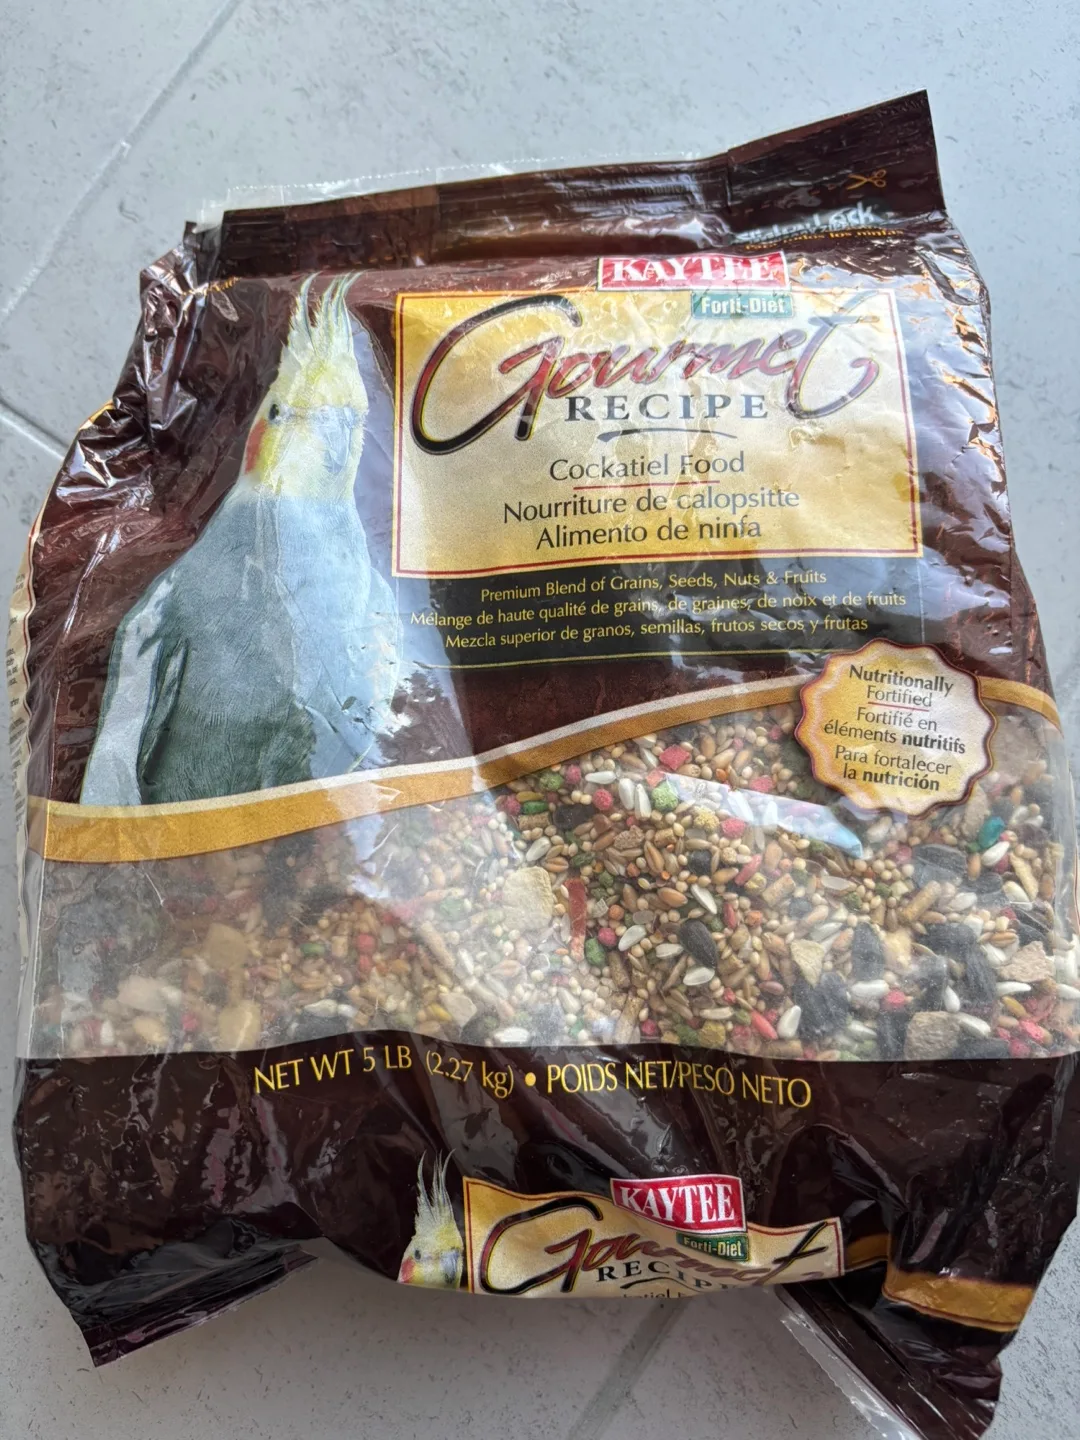 KAYTEE
Forti-Diet
Gourmet
RECIPE
Cockatiel Food
Nourriture de calopsitte
Alimento de ninfa
Premium Blend of Grains, Seeds, Nuts & Fruits
Mélange de haute qualité de grains, de graines, de noix et de fruits
Mezcla superior de granos, semillas, frutos secos y frutas
Nutritionally
Fortified
Fortifié en
éléments nutritifs
Para fortalecer
la nutrición
NET WT 5 LB (2.27 kg) • POIDS NET/PESO NETO
KAYTEE
Forti-Diet
Gourmet
RECIPE